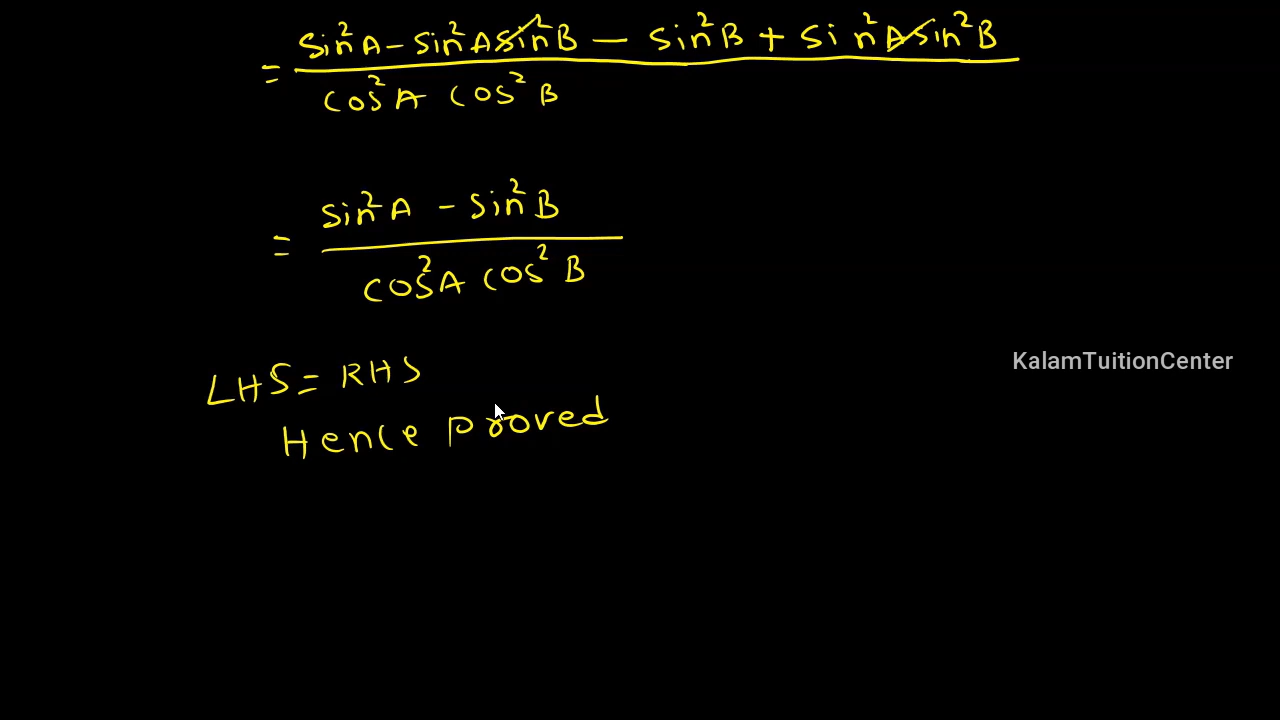 = (sin²A - sin²A sin²B - sin²B + sin²A sin²B) / (cos²A cos²B)
= (sin²A - sin²B) / (cos²A cos²B)
KalamTuitionCenter
LHS = RHS
Hence proved